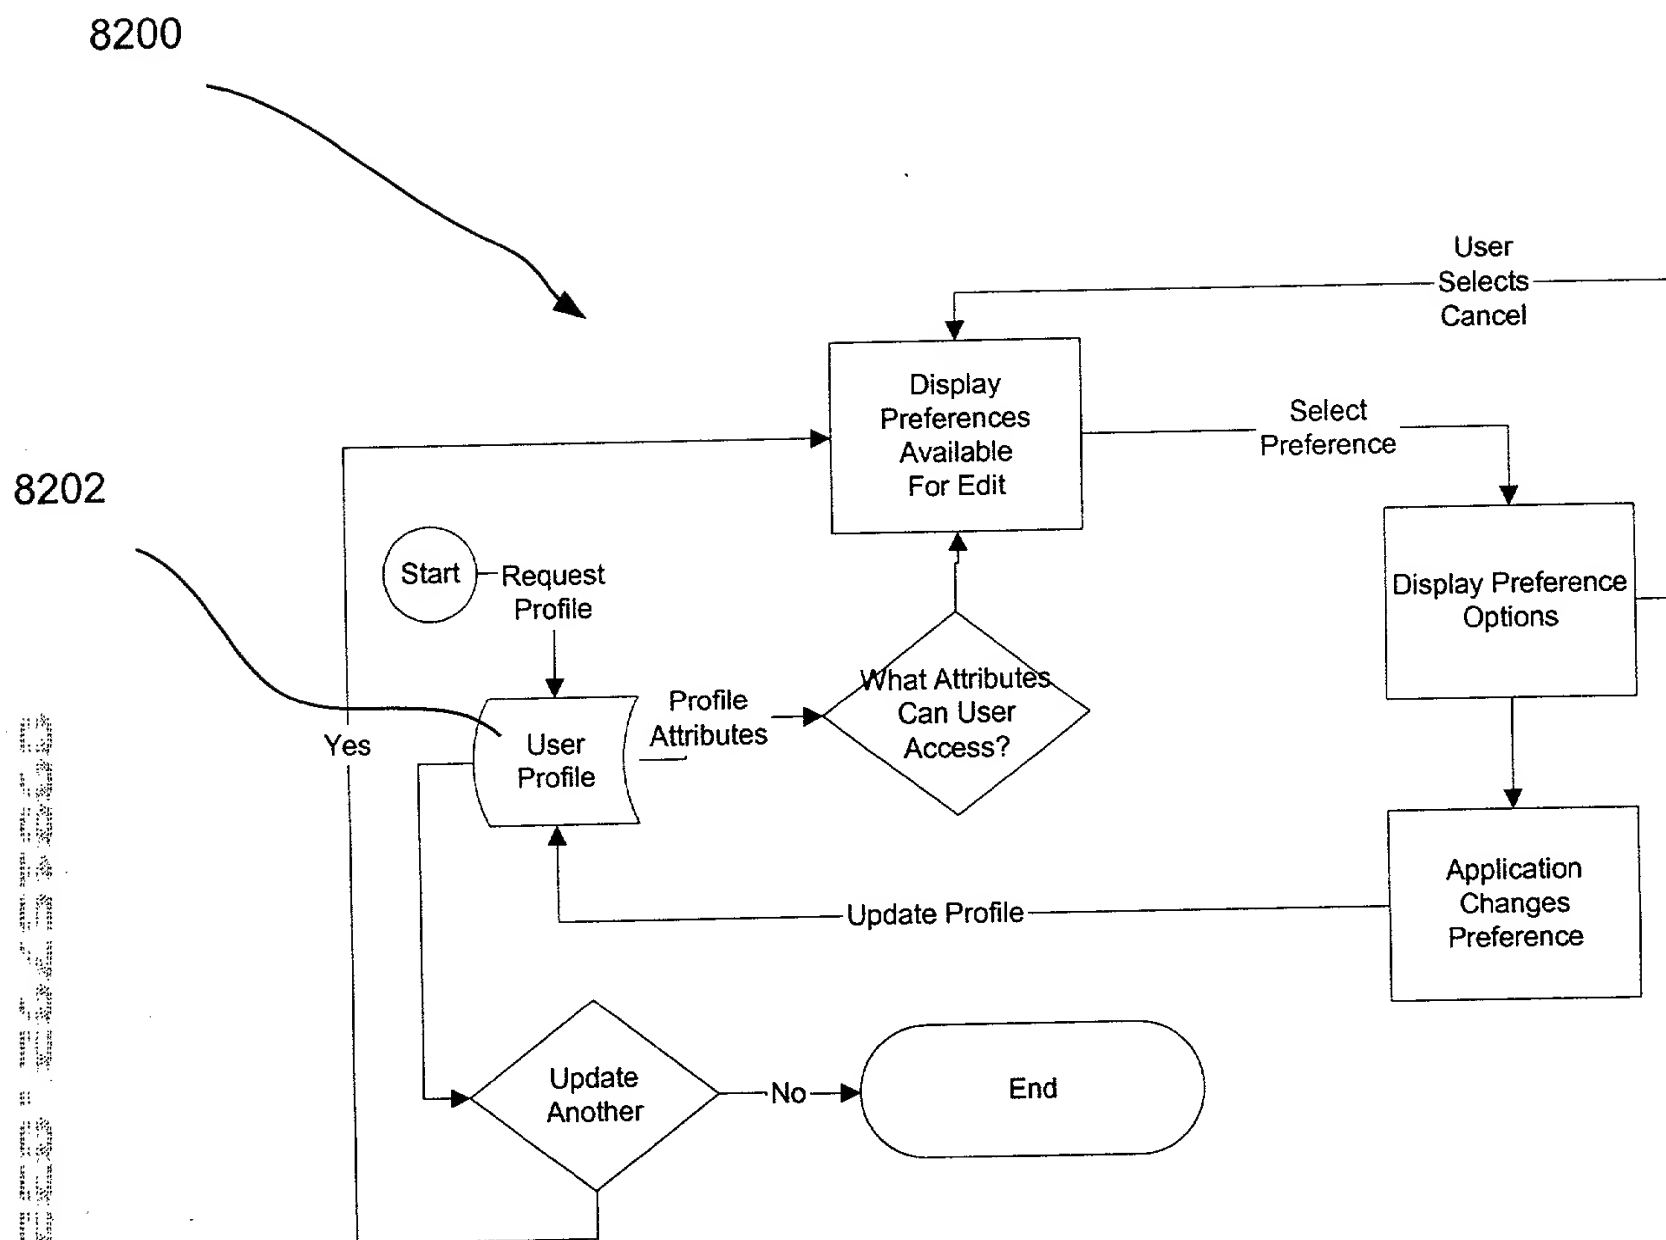 8200
User
Selects
Cancel
Display
Preferences
Available
For Edit
Select
Preference
8202
Start
Request
Profile
Display Preference
Options
What Attributes
Can User
Access?
Profile
Attributes
Yes
User
Profile
Application
Changes
Preference
Update Profile
Update
Another
No
End